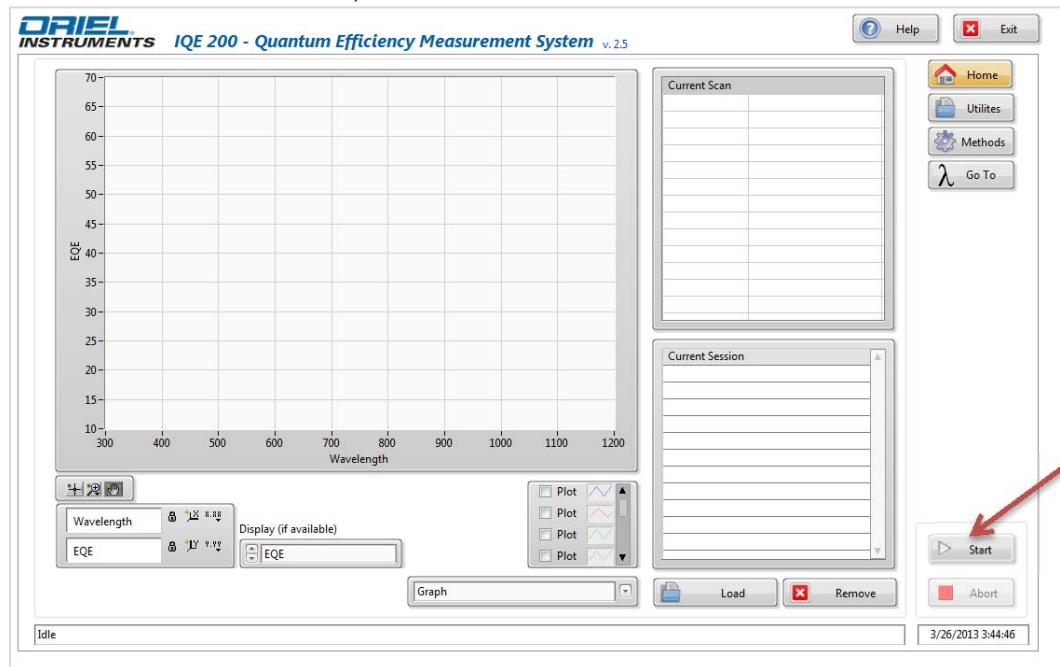 ORIEL
INSTRUMENTS IQE 200 - Quantum Efficiency Measurement System v. 2.5
Help
Exit
Home
Utilites
Methods
λ Go To
70
65
60
55
50
45
40
35
30
25
20
15
10
EQE
300 400 500 600 700 800 900 1000 1100 1200
Wavelength
Current Scan
Current Session
Wavelength
EQE
Display (if available)
EQE
Plot
Plot
Plot
Plot
Graph
Load
Remove
Start
Abort
Idle
3/26/2013 3:44:46